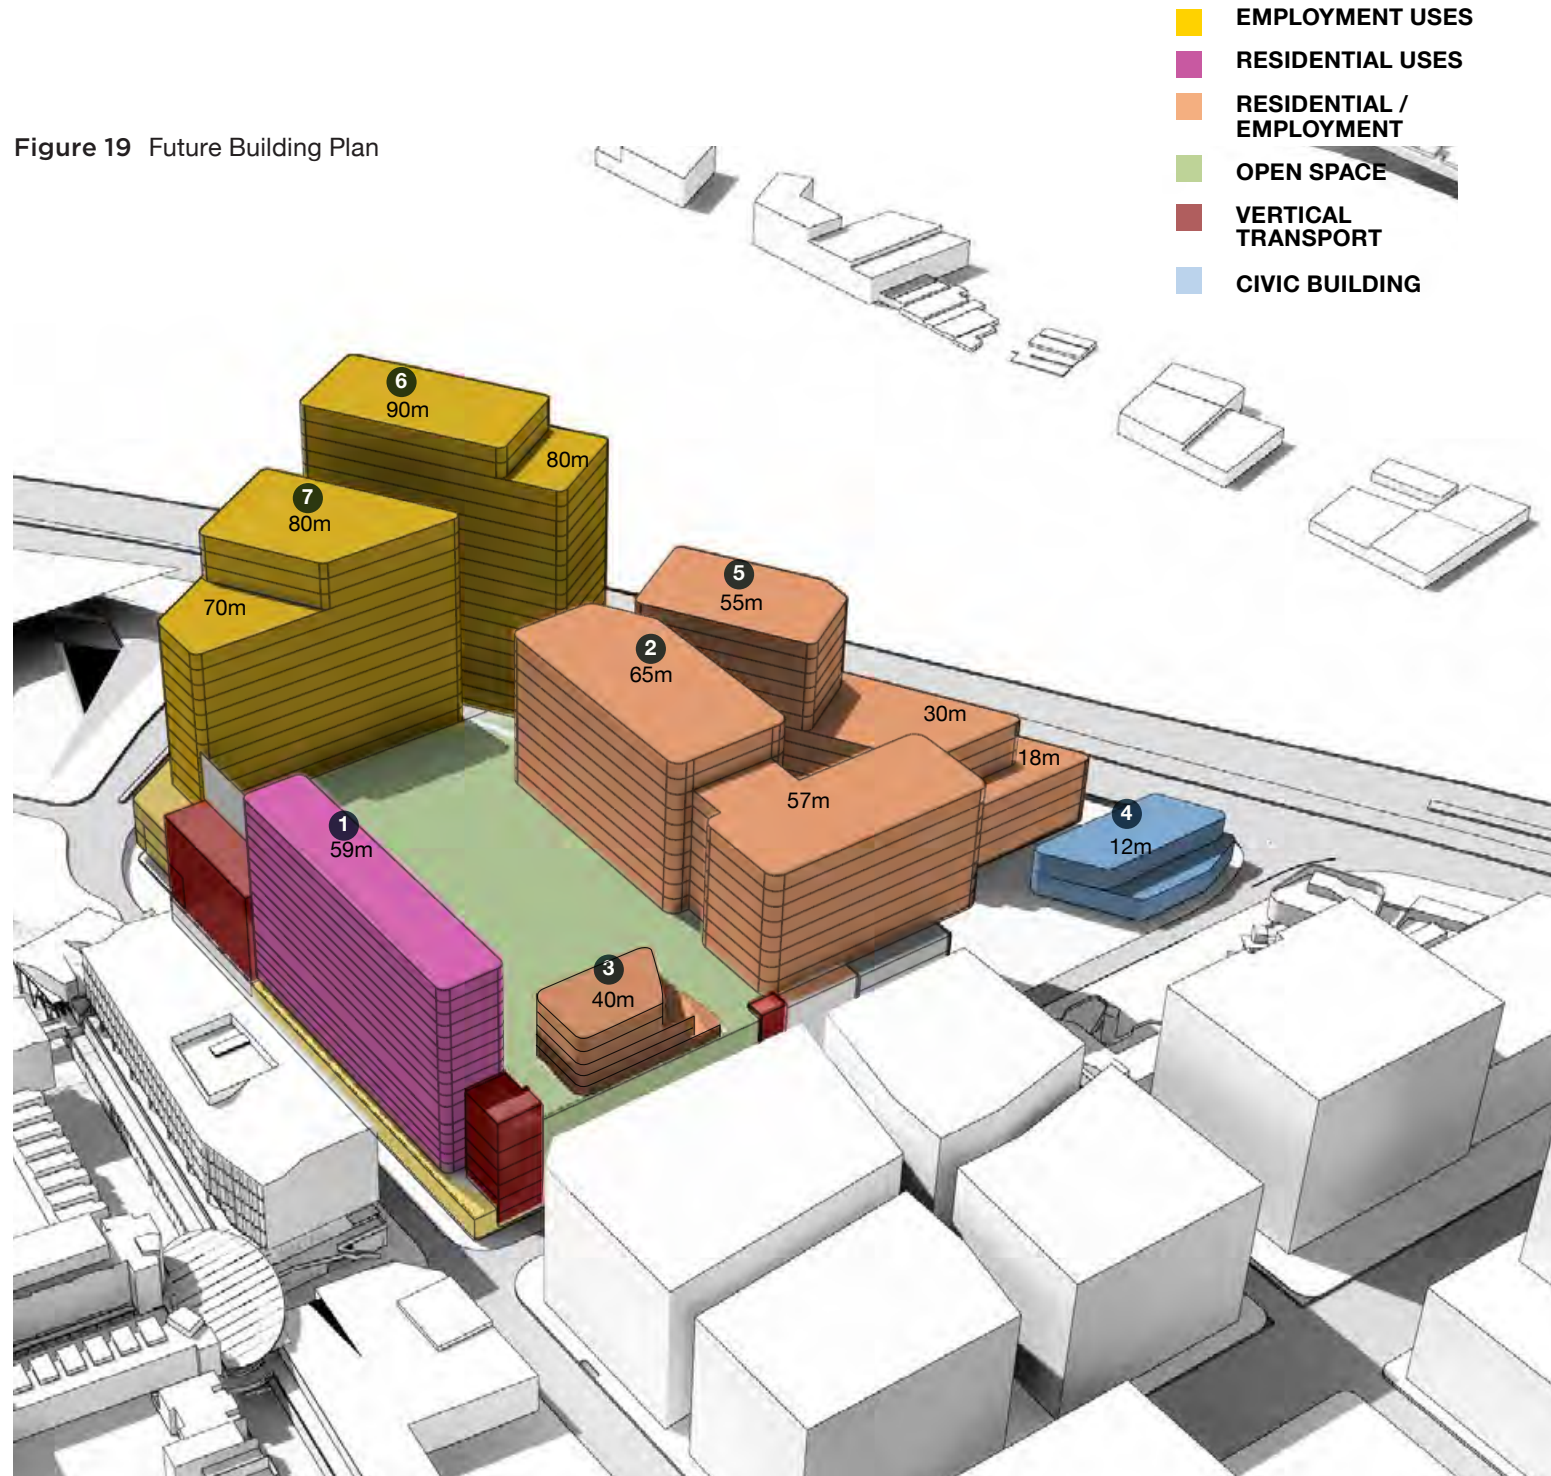 EMPLOYMENT USES
RESIDENTIAL USES
RESIDENTIAL /
EMPLOYMENT
OPEN SPACE
VERTICAL
TRANSPORT
CIVIC BUILDING
Figure 19 Future Building Plan
6
90m
80m
7
80m
70m
5
55m
2
65m
30m
18m
57m
4
12m
1
59m
3
40m